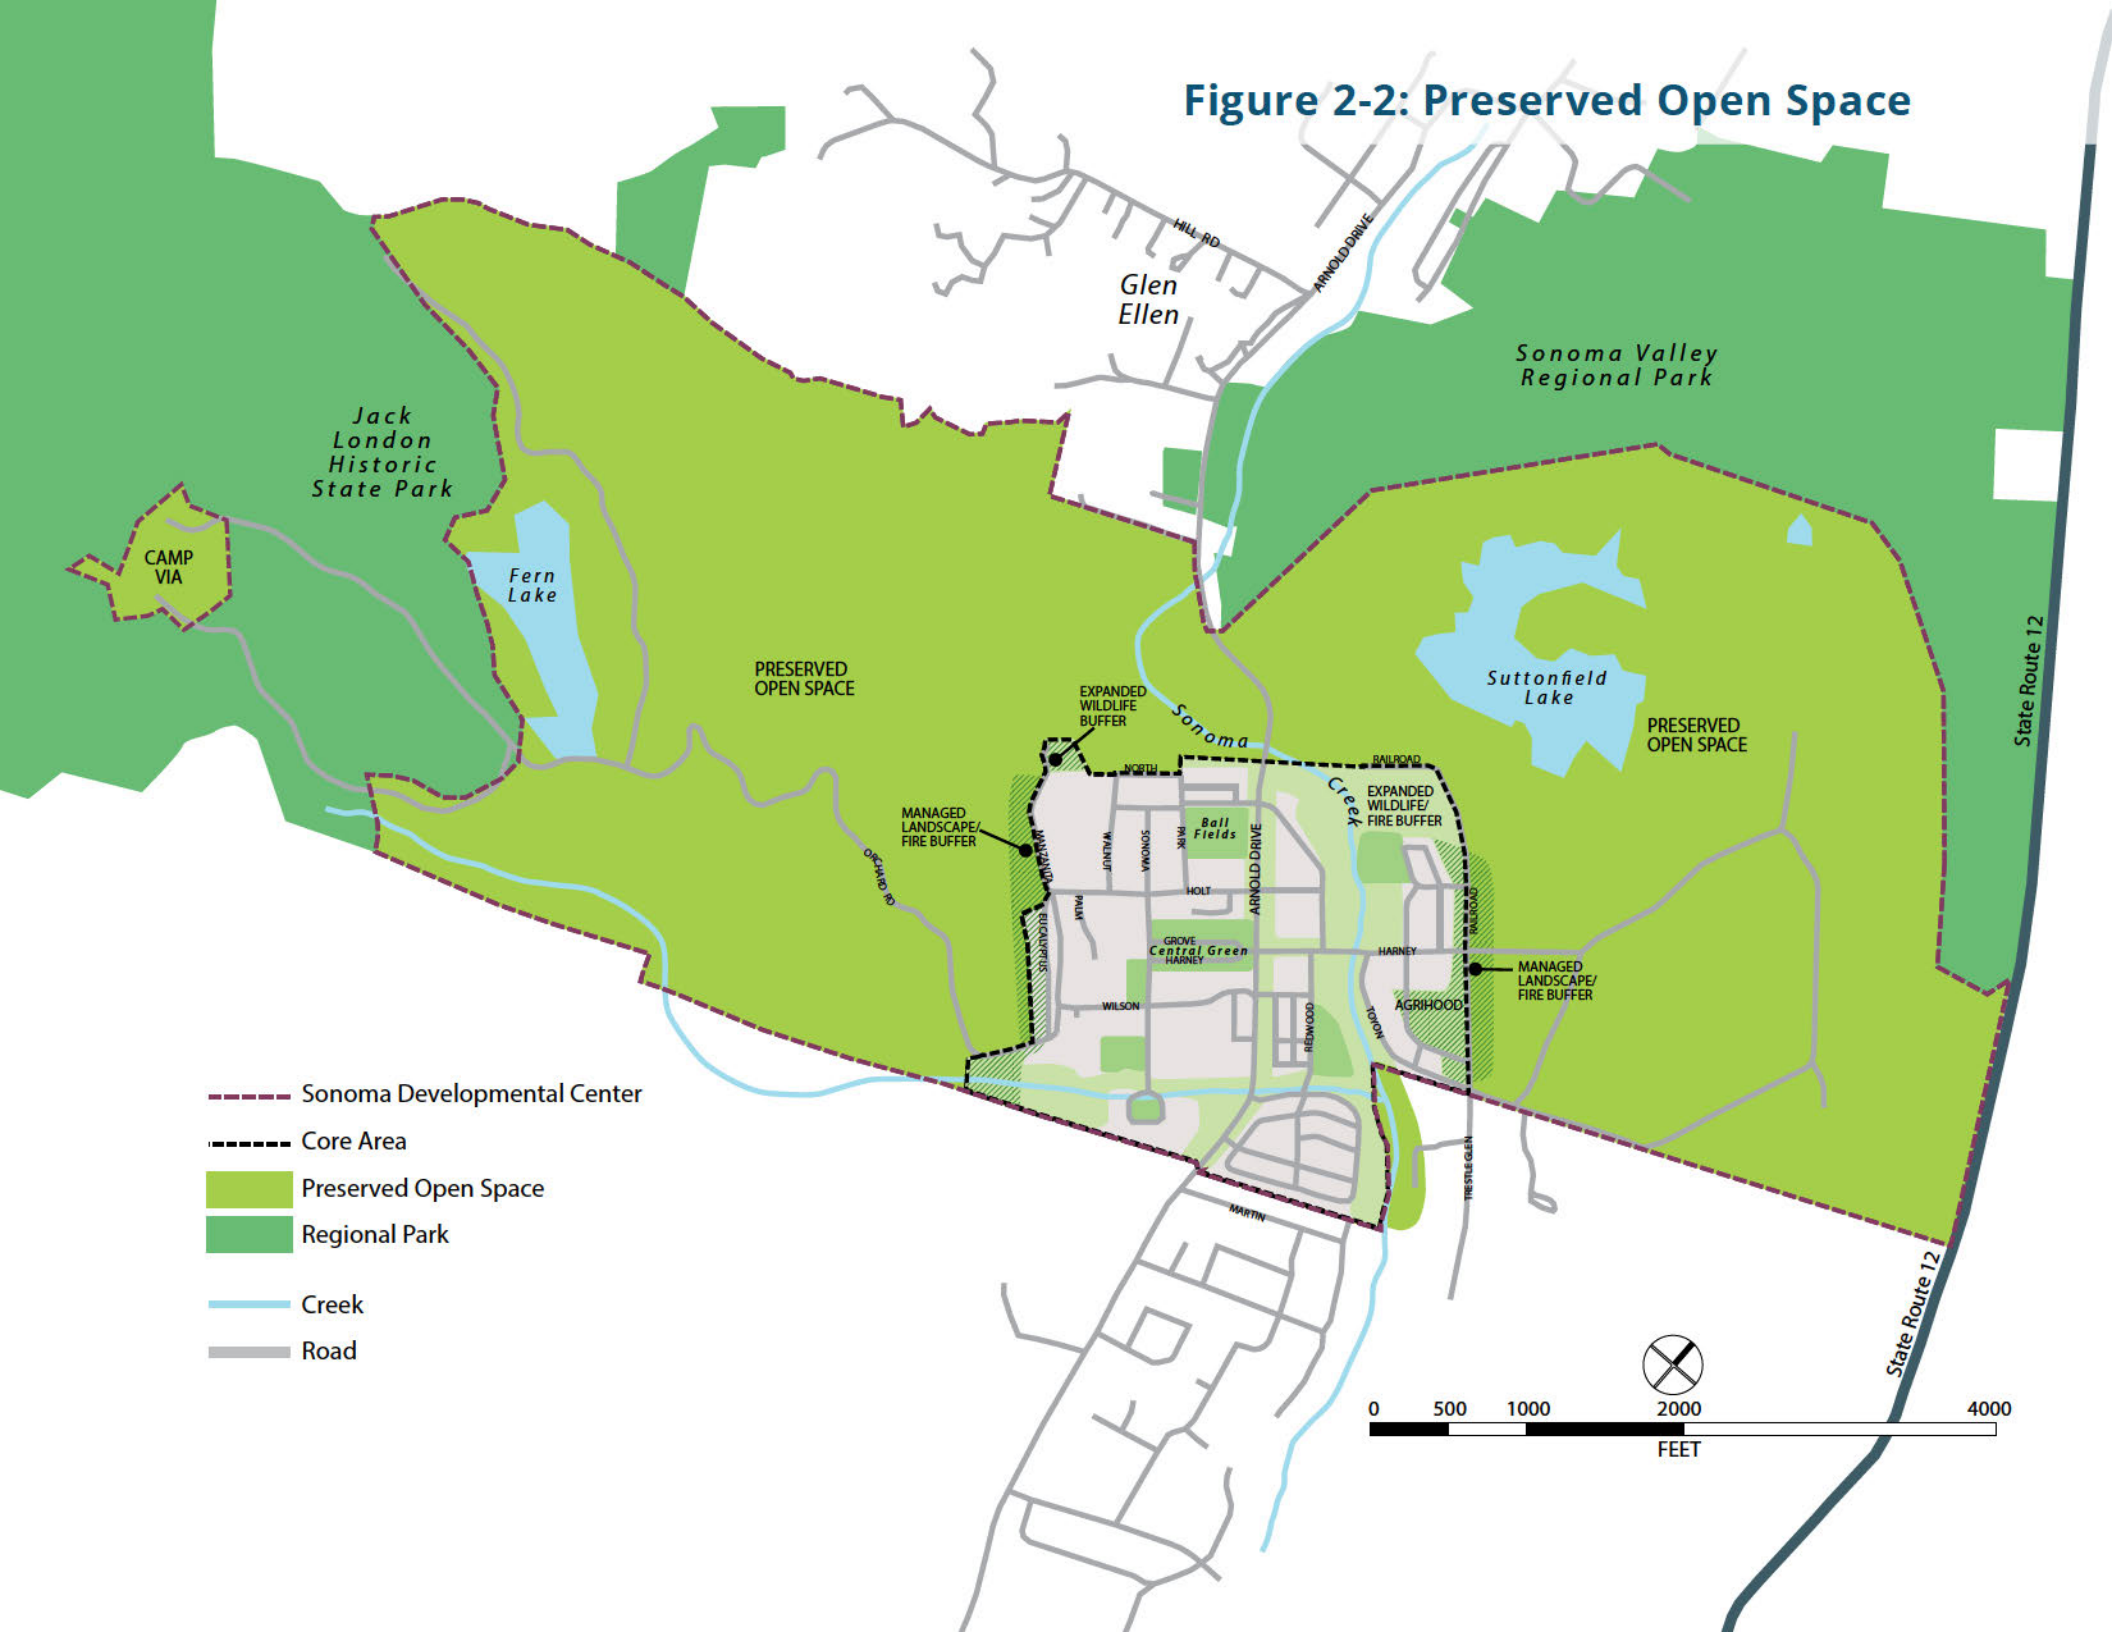 Figure 2-2: Preserved Open Space
HILL RD
ARNOLD DRIVE
Glen
Ellen
Sonoma Valley
Regional Park
Jack
London
Historic
State Park
CAMP
VIA
Fern
Lake
PRESERVED
OPEN SPACE
EXPANDED
WILDLIFE
BUFFER
Sonoma
Creek
Suttonfield
Lake
PRESERVED
OPEN SPACE
State Route 12
NORTH
RAILROAD
EXPANDED
WILDLIFE/
FIRE BUFFER
MANAGED
LANDSCAPE/
FIRE BUFFER
Ball
Fields
MANZANITA
WALNUT
SONOMA
PARK
ARNOLD DRIVE
ORCHARD RD
HOLT
PALM
EUCALYPTUS
RAILROAD
GROVE
Central Green
HARNEY
HARNEY
MANAGED
LANDSCAPE/
FIRE BUFFER
WILSON
REDWOOD
TOYON
AGRIHOOD
TRESTLE GLEN
MARTIN
Sonoma Developmental Center
Core Area
Preserved Open Space
Regional Park
Creek
Road
State Route 12
0 500 1000 2000 4000
FEET